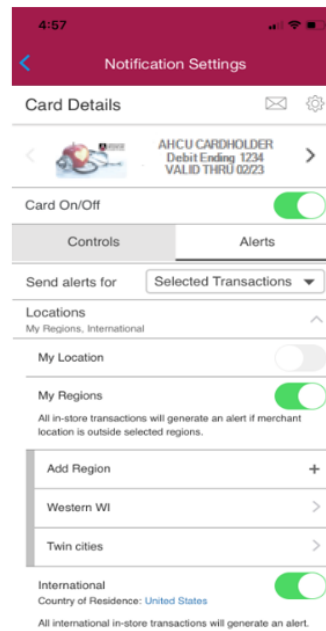 4:57
Notification Settings
Card Details
AHCU CARDHOLDER
Debit Ending 1234
VALID THRU 02/23
Card On/Off
Controls Alerts
Send alerts for Selected Transactions
Locations
My Regions, International
My Location
My Regions
All in-store transactions will generate an alert if merchant
location is outside selected regions.
Add Region +
Western WI
Twin cities
International
Country of Residence: United States
All international in-store transactions will generate an alert.